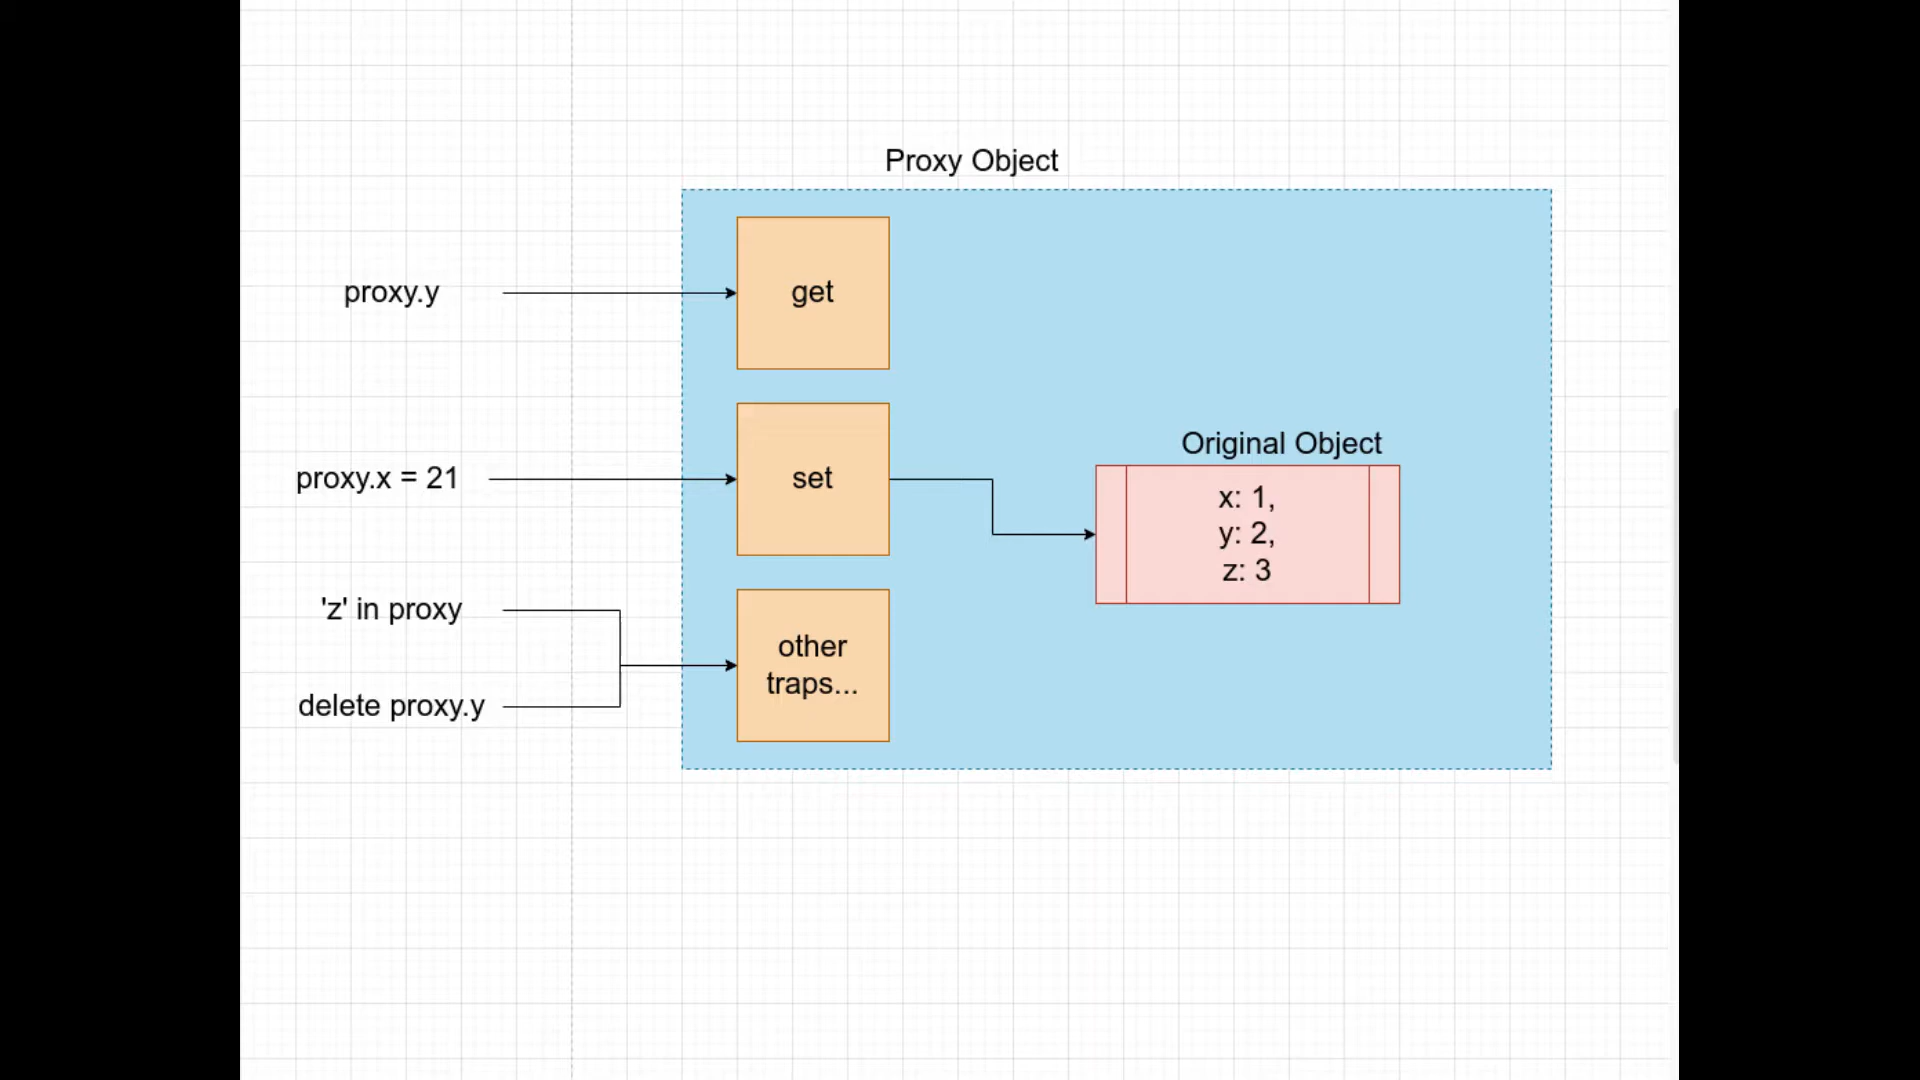 Proxy Object
proxy.y
get
proxy.x = 21
set
Original Object
x: 1,
y: 2,
z: 3
'z' in proxy
delete proxy.y
other
traps...